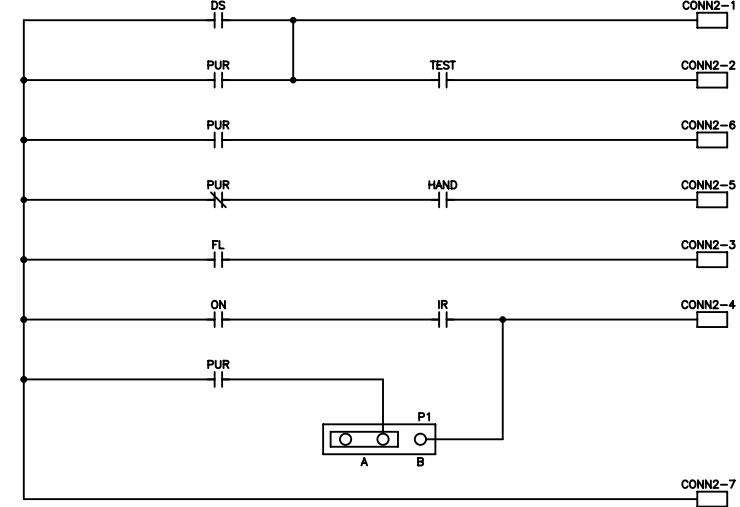 DS CONN2-1
PUR TEST CONN2-2
PUR CONN2-6
PUR HAND CONN2-5
FL CONN2-3
ON IR CONN2-4
PUR
P1
A B
CONN2-7